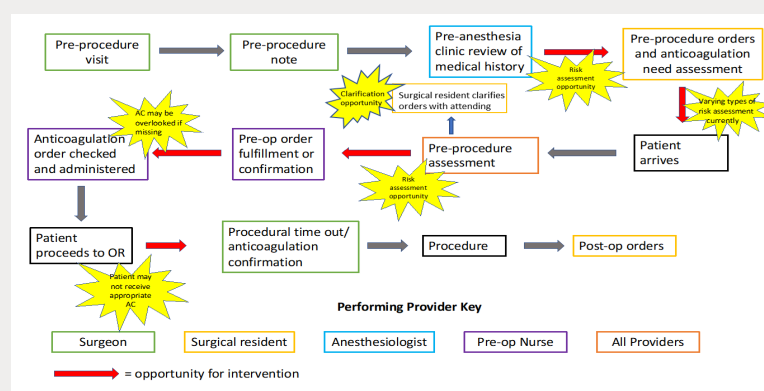 Pre-procedure
visit
Pre-procedure
note
Pre-anesthesia
clinic review of
medical history
Risk
assessment
opportunity
Pre-procedure orders
and anticoagulation
need assessment
Varying types of
risk assessment
currently
Patient
arrives
Pre-procedure
assessment
Risk
assessment
opportunity
Clarification
opportunity
Surgical resident clarifies
orders with attending
Pre-op order
fulfillment or
confirmation
AC may be
overlooked if
missing
Anticoagulation
order checked
and administered
Patient
proceeds to OR
Patient may
not receive
appropriate
AC
Procedural time out/
anticoagulation
confirmation
Procedure
Post-op orders
Performing Provider Key
Surgeon
Surgical resident
Anesthesiologist
Pre-op Nurse
All Providers
= opportunity for intervention